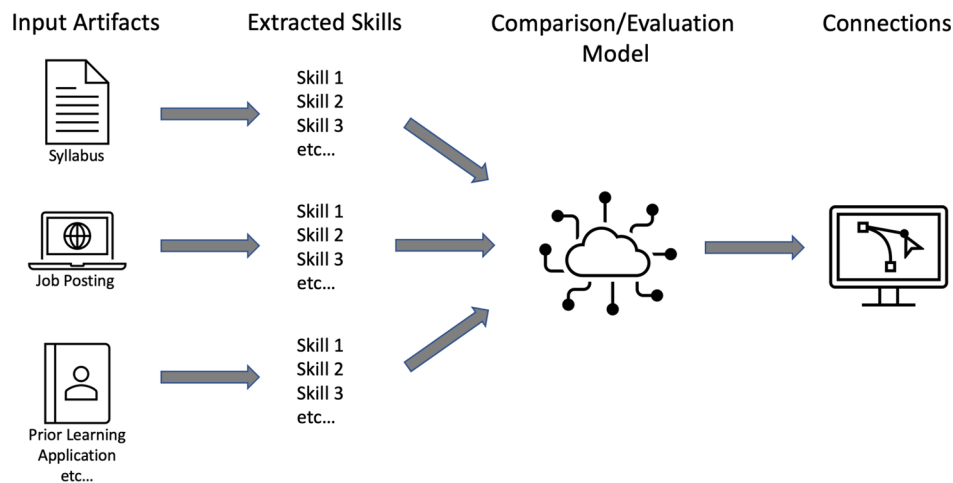 Input Artifacts
Extracted Skills
Comparison/Evaluation
Model
Connections
Syllabus
Skill 1
Skill 2
Skill 3
etc...
Job Posting
Skill 1
Skill 2
Skill 3
etc...
Prior Learning
Application
etc...
Skill 1
Skill 2
Skill 3
etc...